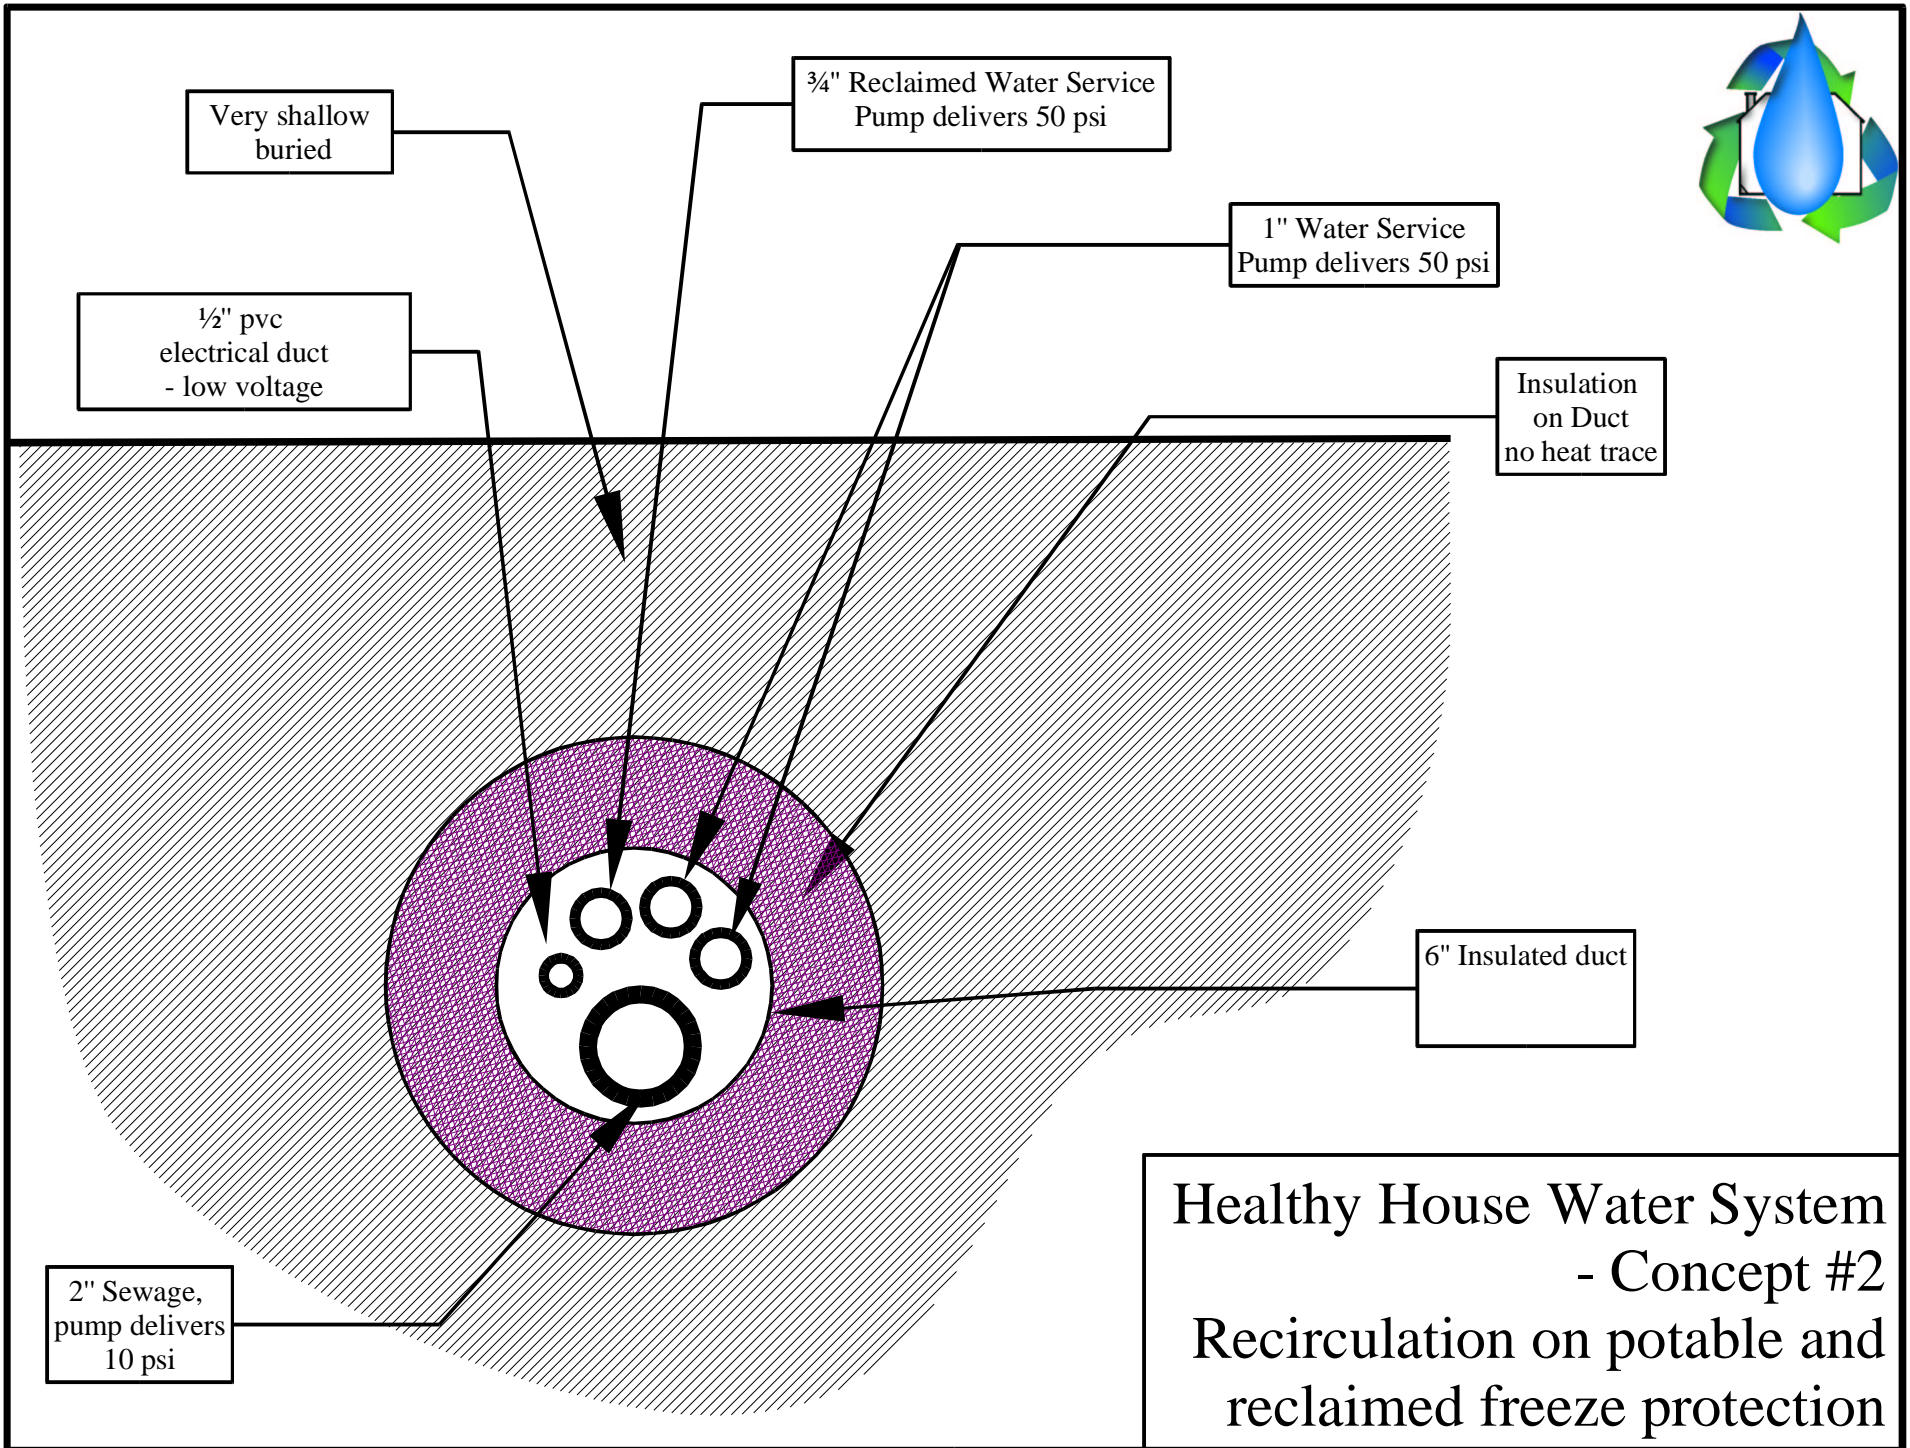 Very shallow
buried
¾" Reclaimed Water Service
Pump delivers 50 psi
1" Water Service
Pump delivers 50 psi
½" pvc
electrical duct
- low voltage
Insulation
on Duct
no heat trace
6" Insulated duct
2" Sewage,
pump delivers
10 psi
Healthy House Water System
- Concept #2
Recirculation on potable and
reclaimed freeze protection